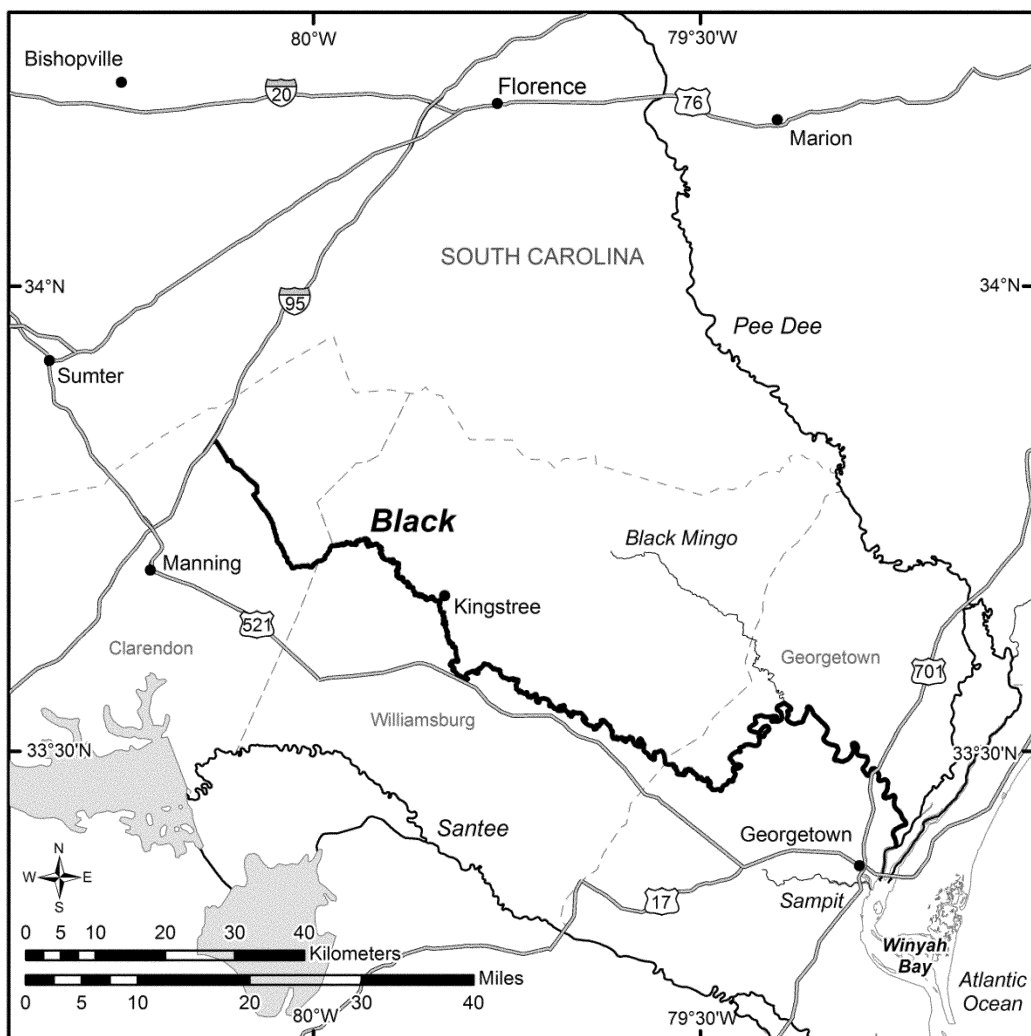 80°W
79°30'W
Bishopville
20
Florence
76
Marion
SOUTH CAROLINA
34°N
34°N
95
Pee Dee
Sumter
Black
Black Mingo
Manning
Kingstree
521
Clarendon
Georgetown
701
Williamsburg
33°30'N
33°30'N
Santee
Georgetown
N
W E
S
17
Sampit
0 5 10 20 30 40
Kilometers
Winyah
Bay
Miles
Atlantic
Ocean
0 5 10 20 30 40
80°W
79°30'W